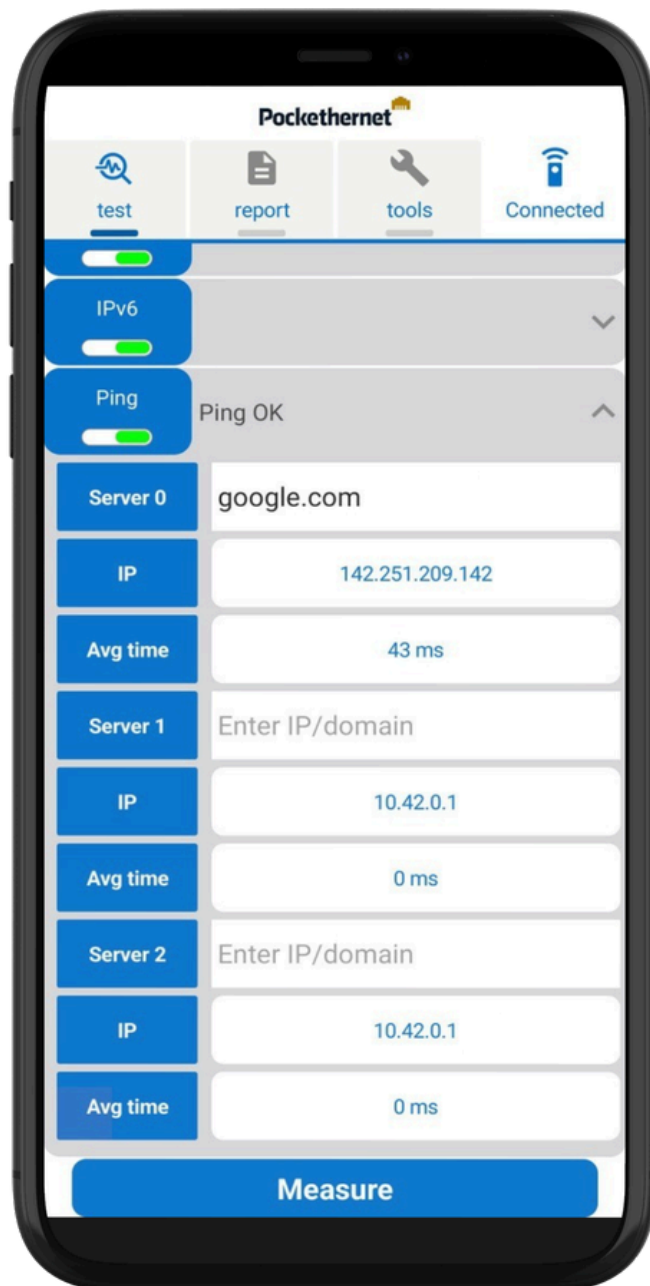 Pockethernet
test report tools Connected
IPv6
Ping
Ping OK
Server 0 google.com
IP 142.251.209.142
Avg time 43 ms
Server 1 Enter IP/domain
IP 10.42.0.1
Avg time 0 ms
Server 2 Enter IP/domain
IP 10.42.0.1
Avg time 0 ms
Measure